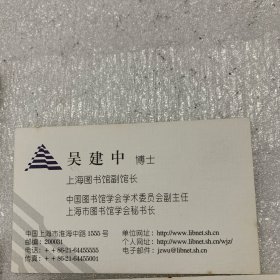 吴建中 博士
上海图书馆副馆长
中国图书馆学会学术委员会副主任
上海市图书馆学会秘书长
中国上海市淮海中路 1555 号 单位网址：http://www.libnet.sh.cn
邮编：200031 个人网址：http://www.libnet.sh.cn/wjz/
电话：++86-21-64455555 电子邮件：jzwu@libnet.sh.cn
传真：++86-21-64455001